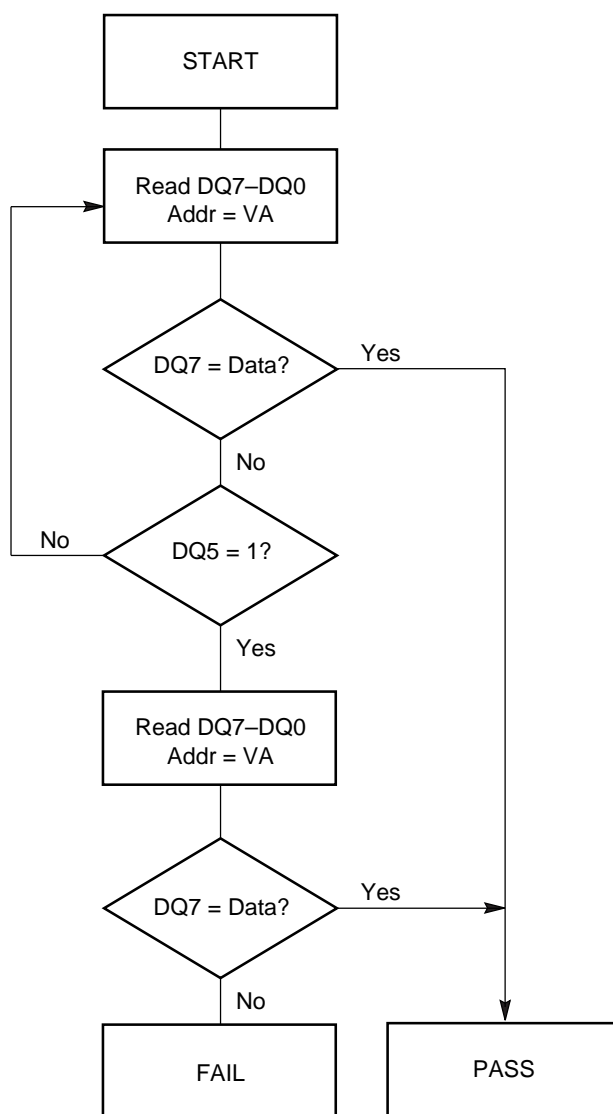 START
Read DQ7–DQ0
Addr = VA
DQ7 = Data?
Yes
No
No
DQ5 = 1?
Yes
Read DQ7–DQ0
Addr = VA
DQ7 = Data?
Yes
No
FAIL
PASS